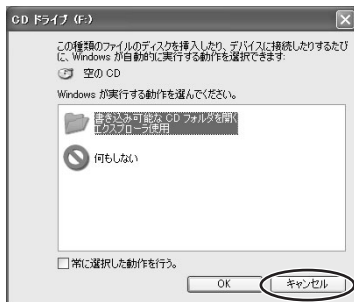 CD ドライブ (F:)
この種類のファイルのディスクを挿入したり、デバイスに接続したりするたび
に、Windows が自動的に実行する動作を選択できます:
空の CD
Windows が実行する動作を選んでください。
書き込み可能な CD フォルダを開く
エクスプローラ使用
何もしない
常に選択した動作を行う。
OK
キャンセル